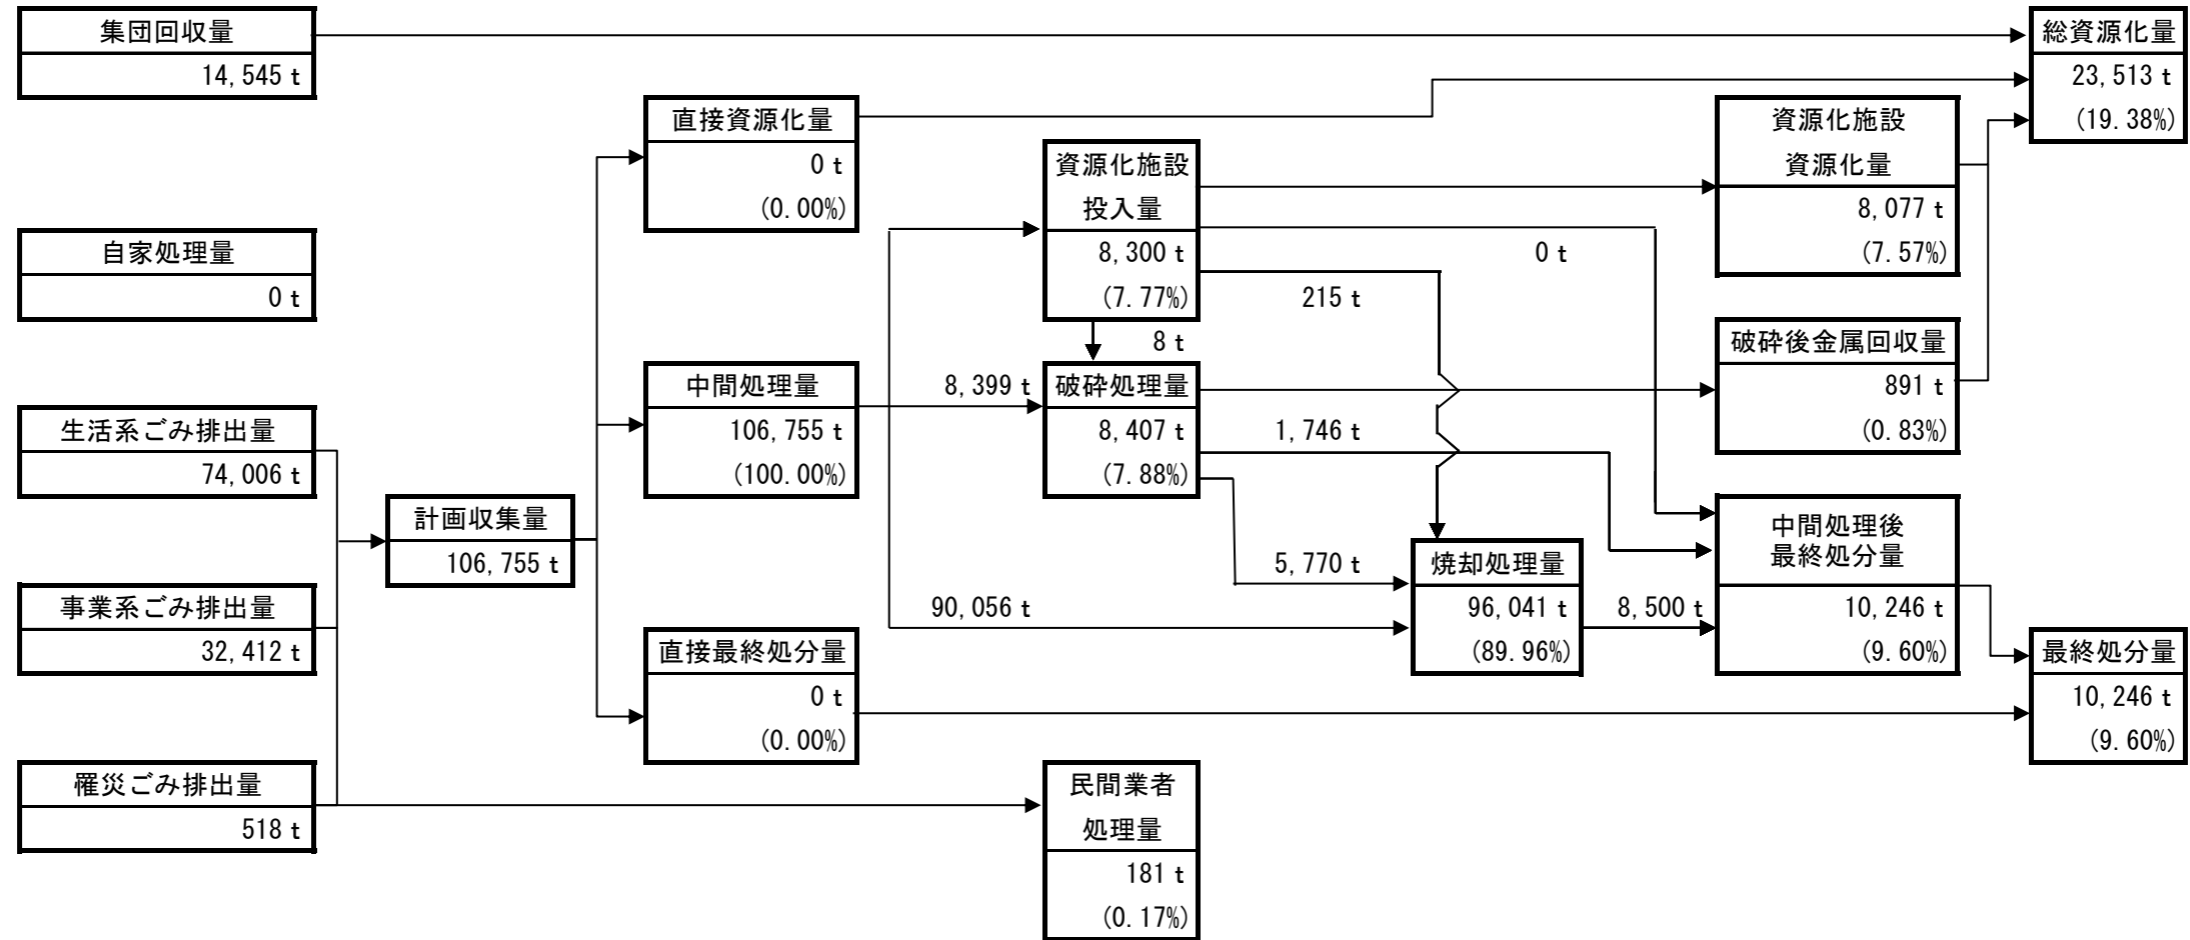 集団回収量
14,545 t
総資源化量
23,513 t
(19.38%)
直接資源化量
0 t
(0.00%)
資源化施設
投入量
8,300 t
(7.77%)
資源化施設
資源化量
8,077 t
(7.57%)
自家処理量
0 t
0 t
215 t
8 t
破砕後金属回収量
891 t
(0.83%)
中間処理量
106,755 t
(100.00%)
8,399 t
破砕処理量
8,407 t
(7.88%)
1,746 t
生活系ごみ排出量
74,006 t
計画収集量
106,755 t
中間処理後
最終処分量
10,246 t
(9.60%)
5,770 t
焼却処理量
96,041 t
(89.96%)
8,500 t
事業系ごみ排出量
32,412 t
90,056 t
直接最終処分量
0 t
(0.00%)
最終処分量
10,246 t
(9.60%)
罹災ごみ排出量
518 t
民間業者
処理量
181 t
(0.17%)